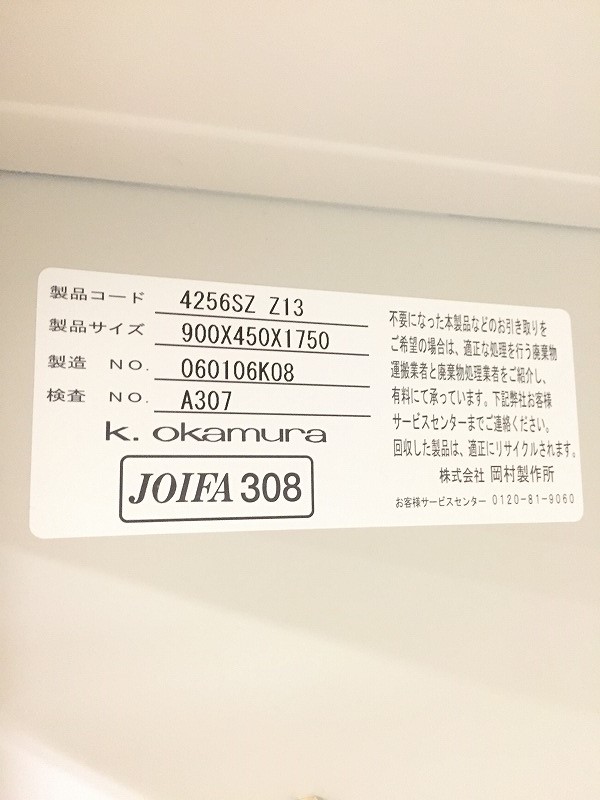 製品コード 4256SZ Z13
製品サイズ 900X450X1750
製造 NO. 060106K08
検査 NO. A307
k. okamura
JOIFA 308
不要になった本製品などのお引き取りを
ご希望の場合は、適正な処理を行う廃棄物
運搬業者と廃棄物処理業者をご紹介し、
有料にて承っています。下記弊社お客様
サービスセンターまでご連絡ください。
回収した製品は、適正にリサイクルされます。
株式会社 岡村製作所
お客様サービスセンター 0120-81-9060